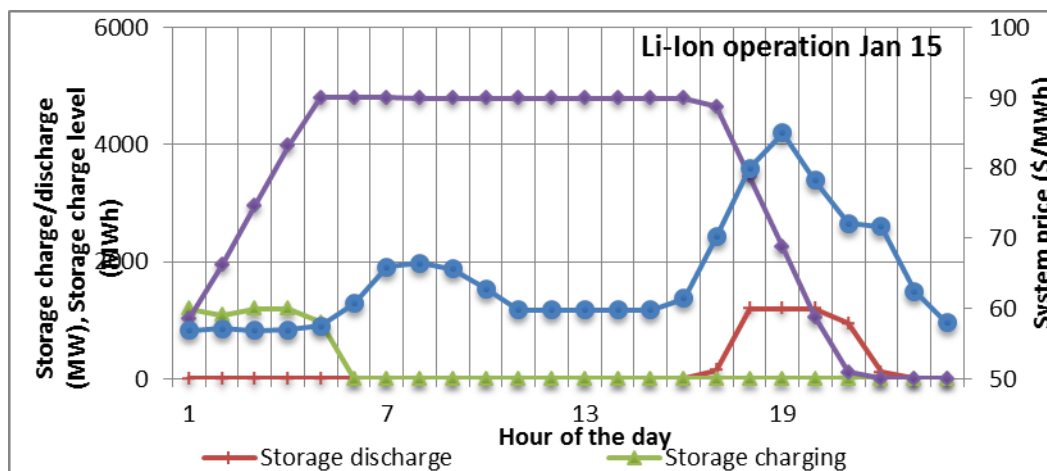 Li-Ion operation Jan 15
6000
4000
2000
0
100
90
80
70
60
50
Storage charge/discharge
(MW), Storage charge level
(MWh)
System price ($/MWh)
1 7 13 19
Hour of the day
Storage discharge Storage charging